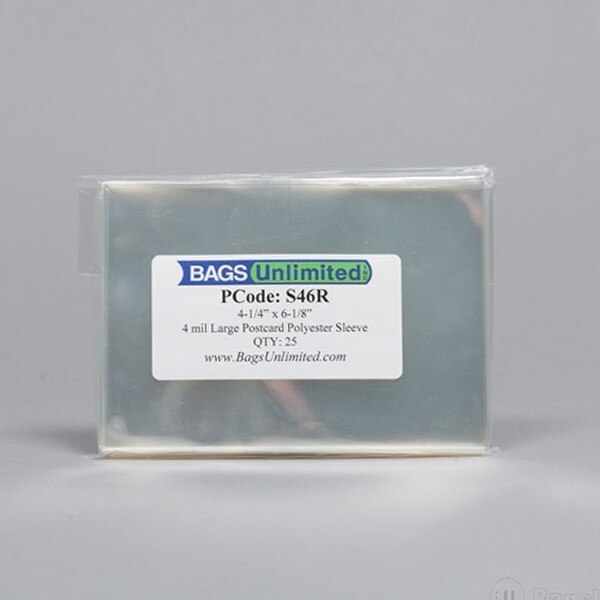 BAGS Unlimited INC
PCode: S46R
4-1/4” x 6-1/8”
4 mil Large Postcard Polyester Sleeve
QTY: 25
www.BagsUnlimited.com